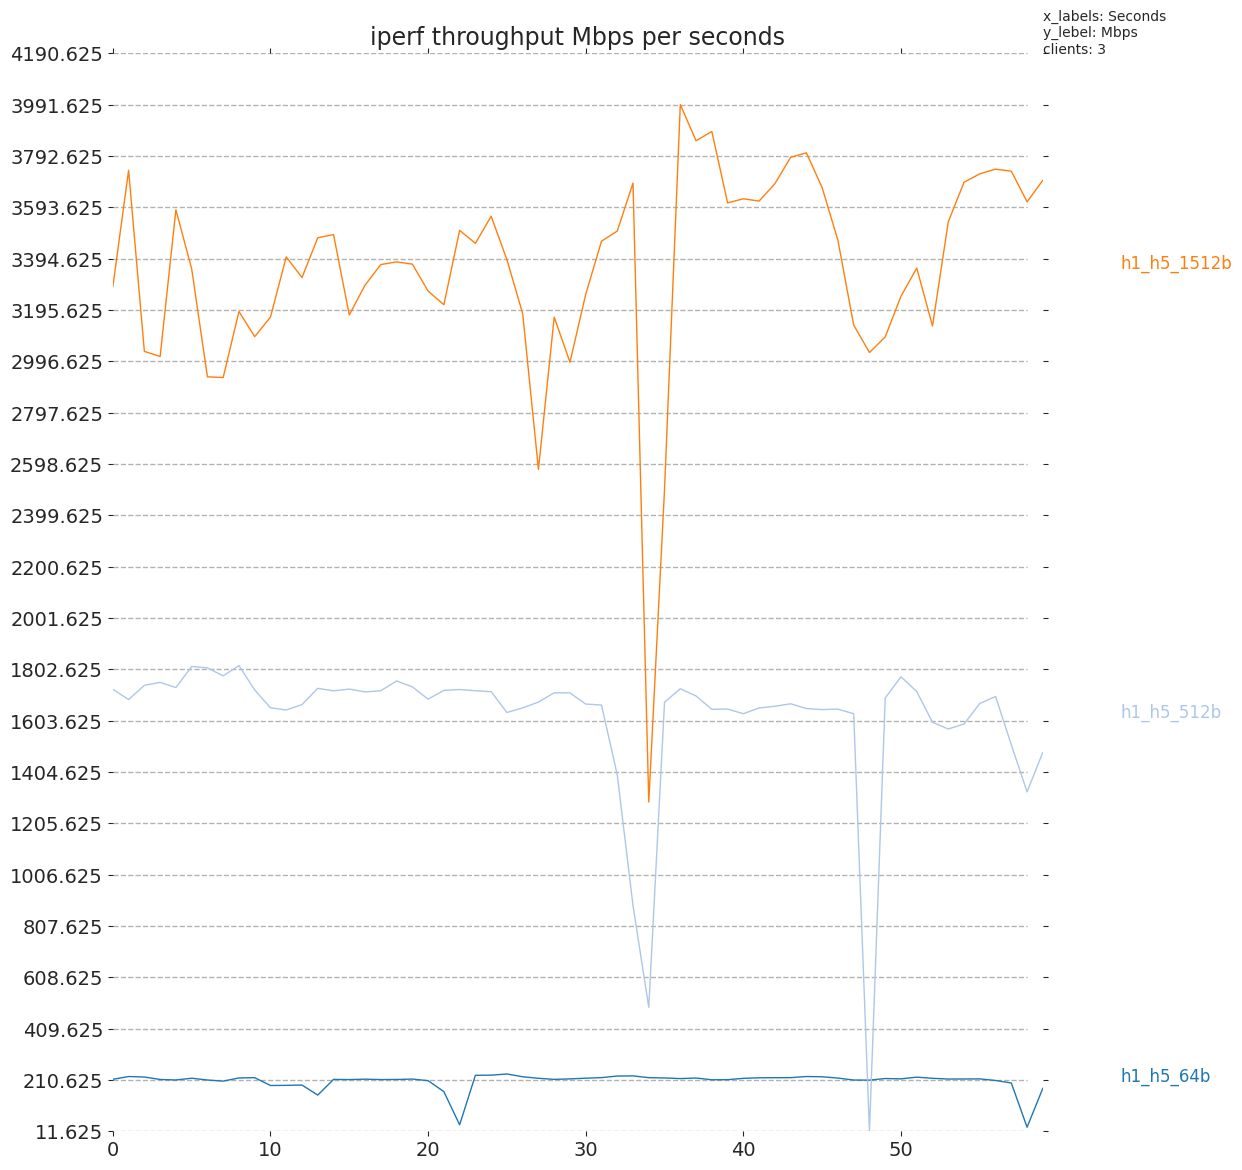 x_labels: Seconds
y_lebel: Mbps
clients: 3
iperf throughput Mbps per seconds
4190.625
3991.625
3792.625
3593.625
3394.625
3195.625
2996.625
2797.625
2598.625
2399.625
2200.625
2001.625
1802.625
1603.625
1404.625
1205.625
1006.625
807.625
608.625
409.625
210.625
11.625
0 10 20 30 40 50
h1_h5_1512b
h1_h5_512b
h1_h5_64b